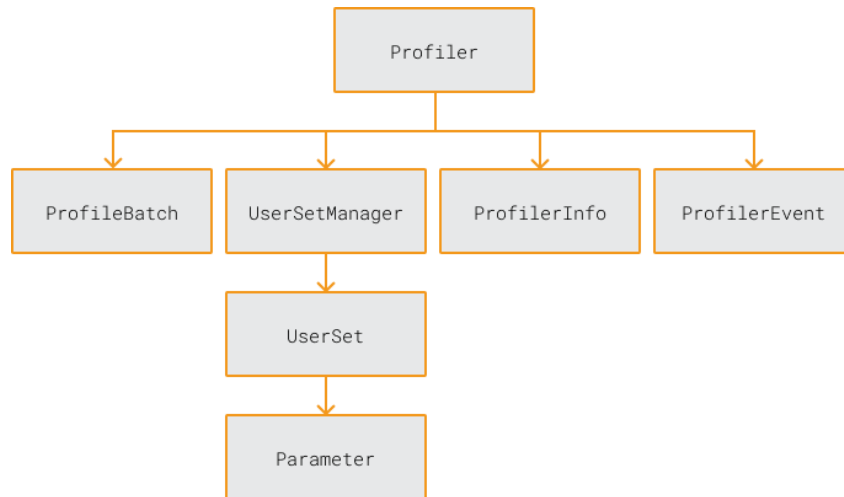 Profiler
ProfileBatch
UserSetManager
ProfilerInfo
ProfilerEvent
UserSet
Parameter